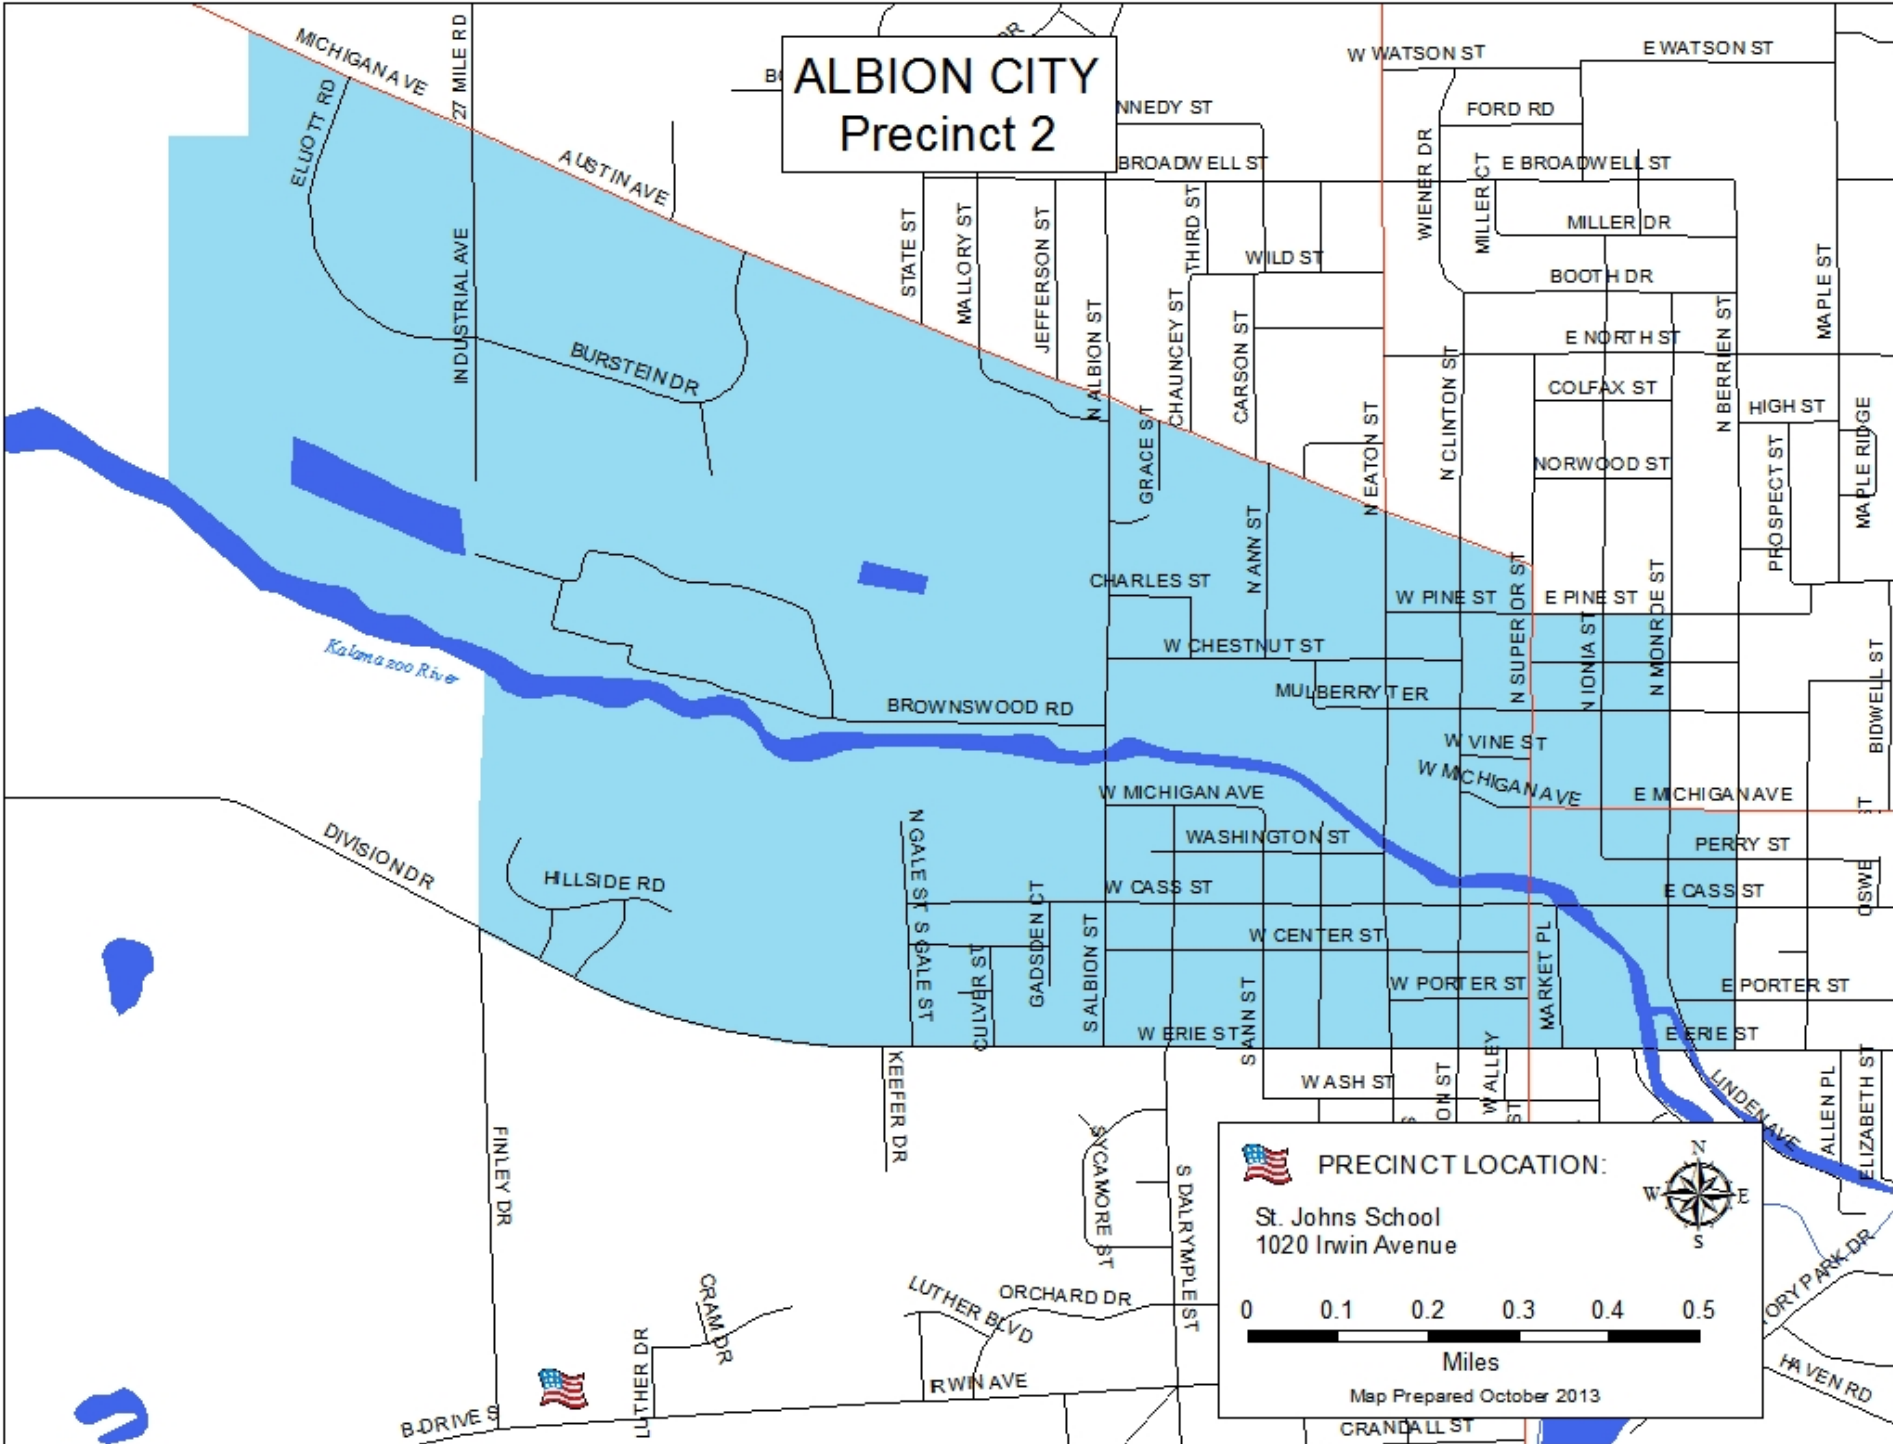 MICHIGAN AVE
27 MILE RD
ALBION CITY
Precinct 2
W WATSON ST
E WATSON ST
NNEDY ST
FORD RD
ELLIOTT RD
AUSTIN AVE
BROADWELL ST
WIENER DR
MILLER CT
E BROADWELL ST
INDUSTRIAL AVE
STATE ST
MALLORY ST
JEFFERSON ST
N ALBION ST
THIRD ST
WILD ST
MILLER DR
BOOTH DR
MAPLE ST
CHAUNCEY ST
CARSON ST
E NORTH ST
N BERRIEN ST
BURSTEIN DR
N CLINTON ST
COLFAX ST
HIGH ST
GRACE ST
N EATON ST
NORWOOD ST
PROSPECT ST
MAPLE RIDGE
N ANN ST
CHARLES ST
W PINE ST
N SUPERIOR ST
E PINE ST
N IONIA ST
N MONROE ST
Kalamazoo River
W CHESTNUT ST
MULBERRY TER
BROWNSWOOD RD
BIDWELL ST
W VINE ST
W MICHIGAN AVE
W MICHIGAN AVE
E MICHIGAN AVE
ST
DIVISION DR
N GALE ST
WASHINGTON ST
PERRY ST
HILLSIDE RD
W CASS ST
E CASS ST
OSWE
S GALE ST
CULVER ST
GADSDEN CT
S ALBION ST
W CENTER ST
S ANN ST
W PORTER ST
MARKET PL
E PORTER ST
W ERIE ST
E ERIE ST
KEEFER DR
W ASH ST
ON ST
W ALLEY
ST
LINDEN AVE
ALLEN PL
ELIZABETH ST
FINLEY DR
SYCAMORE ST
S DALRYMPLE ST
PRECINCT LOCATION:
St. Johns School
1020 Irwin Avenue
N
W E
S
0 0.1 0.2 0.3 0.4 0.5
Miles
Map Prepared October 2013
ORY PARK DR
HAVEN RD
CRAM DR
LUTHER DR
LUTHER BLVD
ORCHARD DR
IRWIN AVE
B-DRIVE S
CRANDALL ST